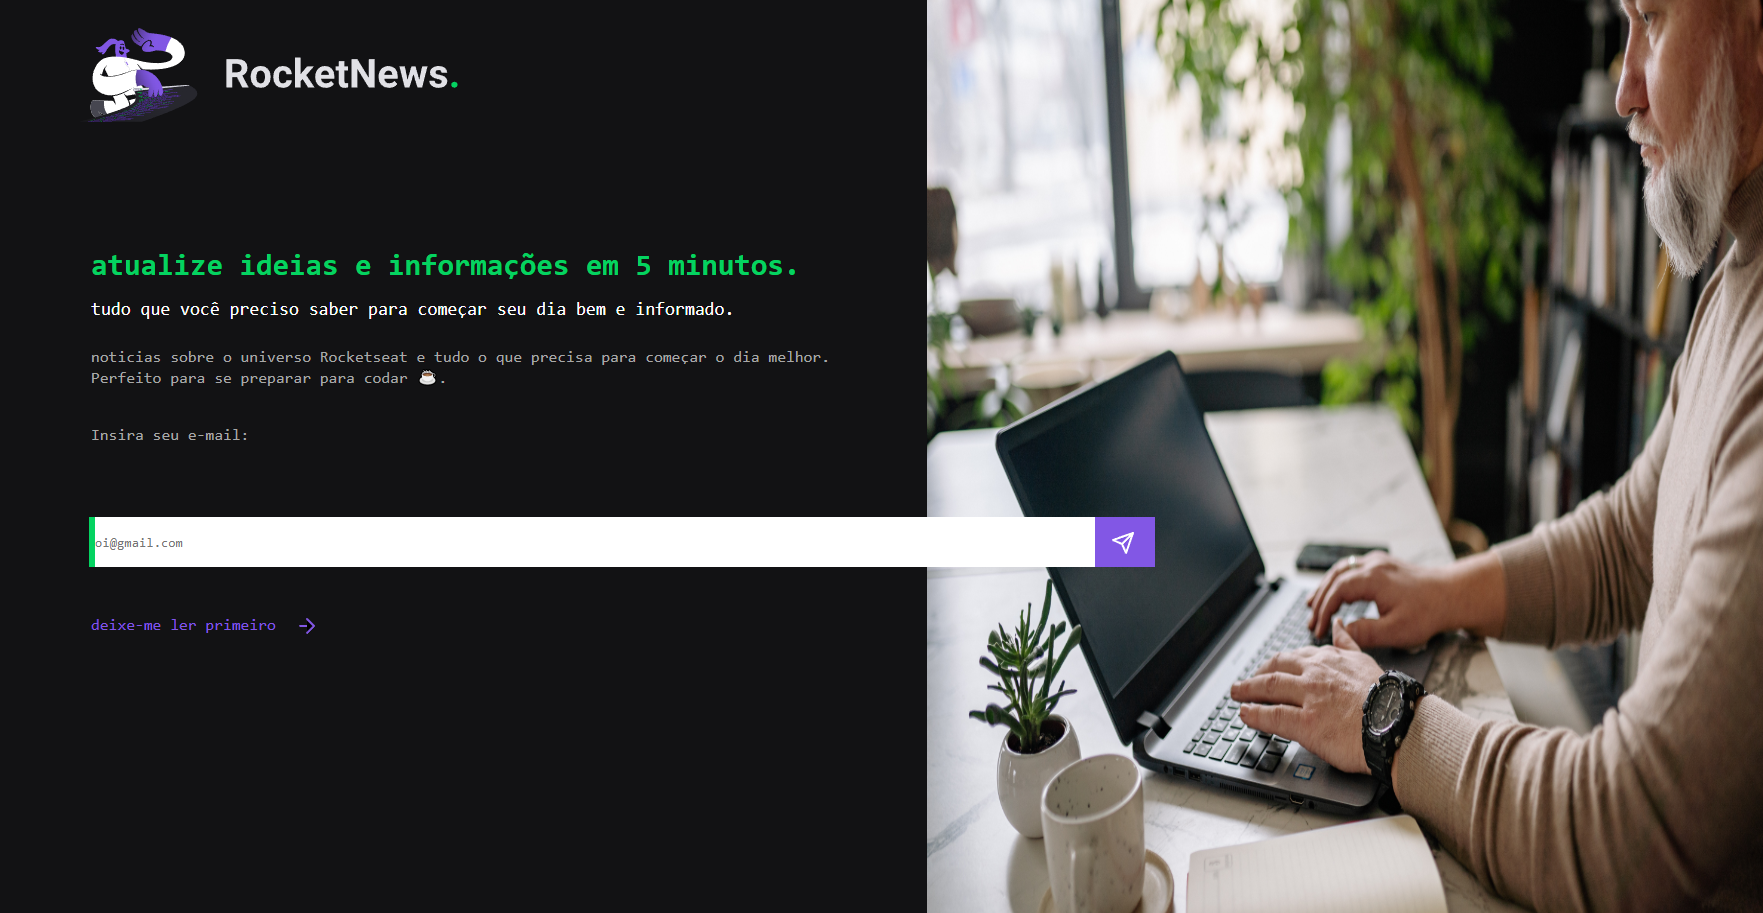 RocketNews.
atualize ideias e informações em 5 minutos.
tudo que você preciso saber para começar seu dia bem e informado.
noticias sobre o universo Rocketseat e tudo o que precisa para começar o dia melhor.
Perfeito para se preparar para codar ☕.
Insira seu e-mail:
oi@gmail.com
deixe-me ler primeiro